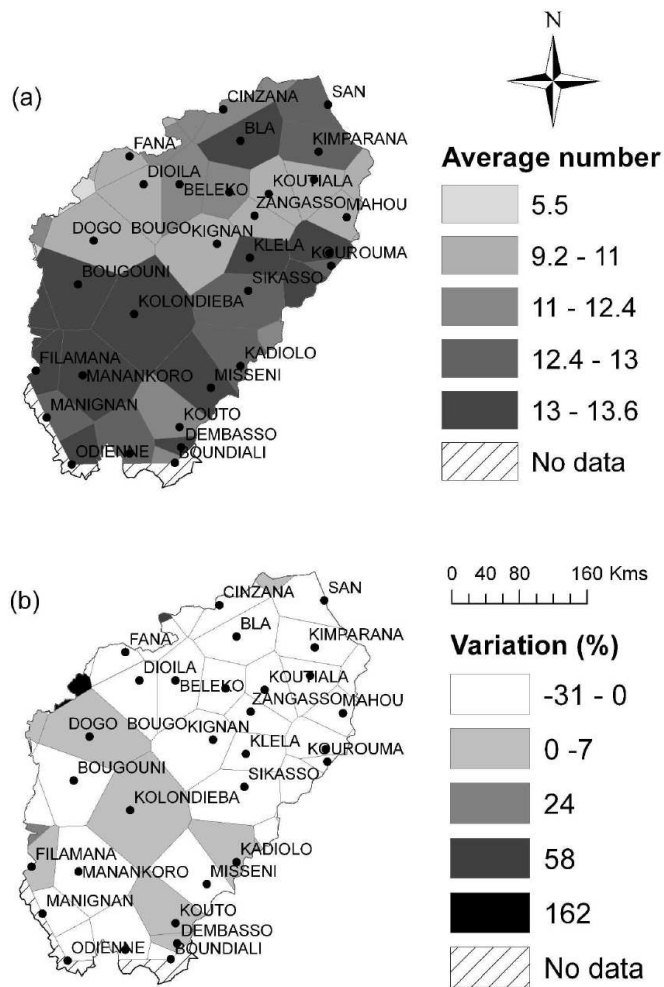 (a)
CINZANA
SAN
BLA
FANA
KIMPARANA
DIOILA
BELEKO
KOUTIALA
ZANGASSO
MAHOU
DOGO
BOUGO
KIGNAN
KLELA
KOUROUMA
BOUGOUNI
SIKASSO
KOLONDIEBA
FILAMANA
KADIOLO
MANANKORO
MISSENI
MANIGNAN
KOUTO
DEMBASSO
ODIENNE
BOUNDIALI
Average number
5.5
9.2 - 11
11 - 12.4
12.4 - 13
13 - 13.6
No data
(b)
CINZANA
SAN
BLA
FANA
KIMPARANA
DIOILA
BELEKO
KOUTIALA
ZANGASSO
MAHOU
DOGO
BOUGO
KIGNAN
KLELA
KOUROUMA
BOUGOUNI
SIKASSO
KOLONDIEBA
FILAMANA
KADIOLO
MANANKORO
MISSENI
MANIGNAN
KOUTO
DEMBASSO
ODIENNE
BOUNDIALI
0 40 80 160 Kms
Variation (%)
-31 - 0
0 -7
24
58
162
No data